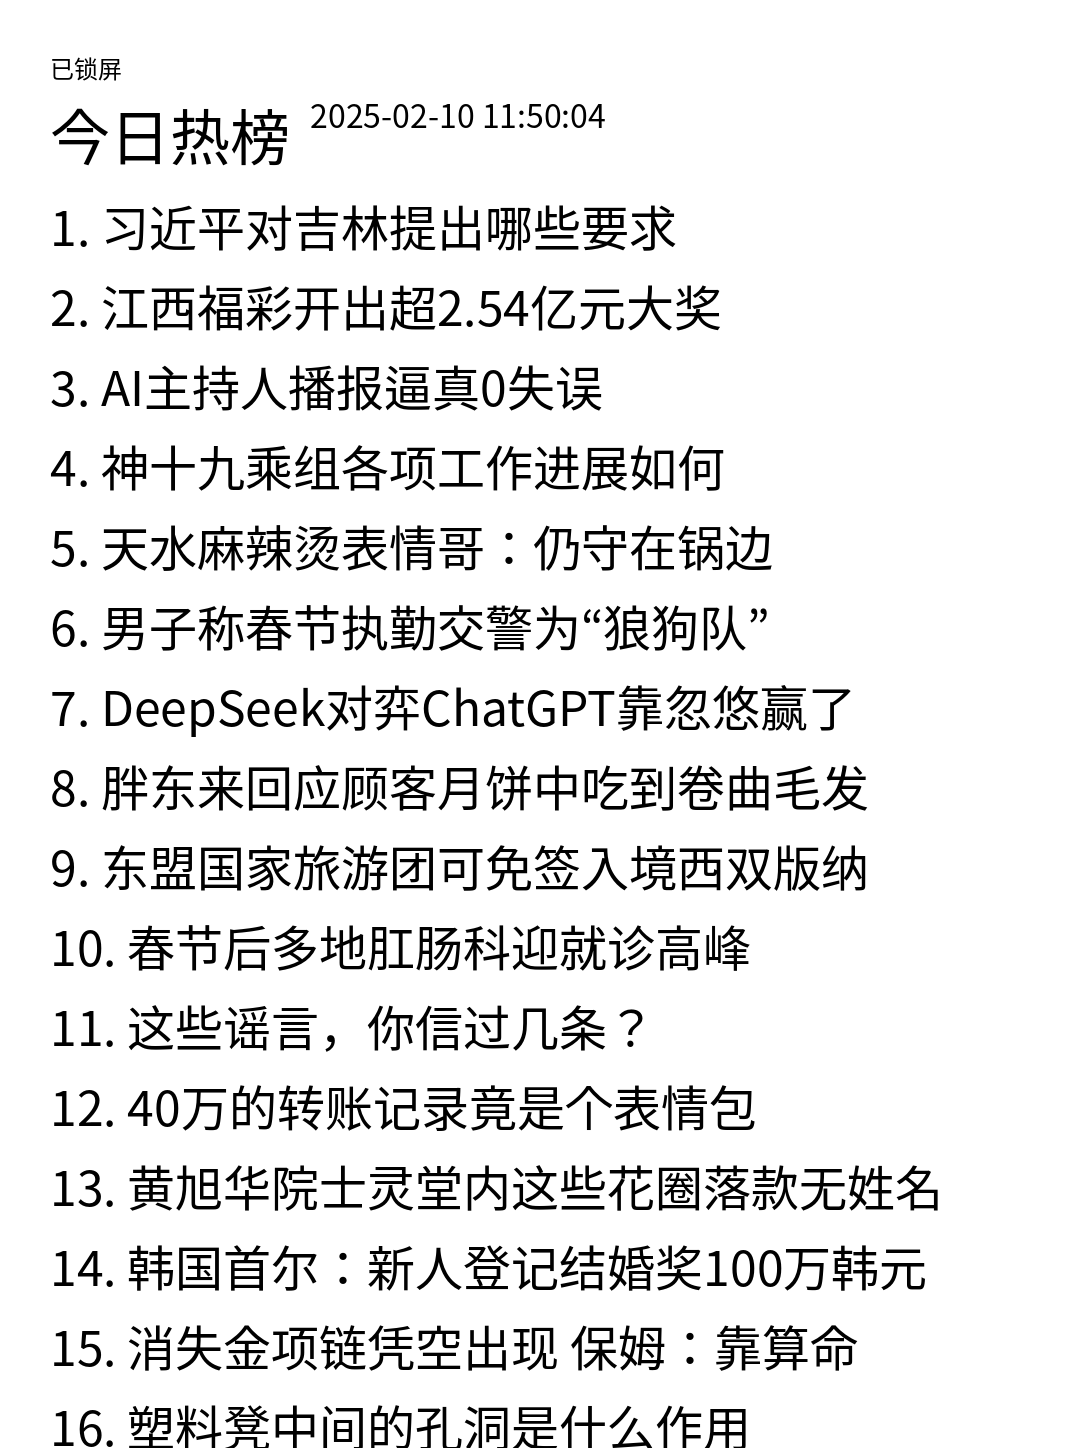 已锁屏
今日热榜 2025-02-10 11:50:04
1. 习近平对吉林提出哪些要求
2. 江西福彩开出超2.54亿元大奖
3. AI主持人播报逼真0失误
4. 神十九乘组各项工作进展如何
5. 天水麻辣烫表情哥：仍守在锅边
6. 男子称春节执勤交警为“狼狗队”
7. DeepSeek对弈ChatGPT靠忽悠赢了
8. 胖东来回应顾客月饼中吃到卷曲毛发
9. 东盟国家旅游团可免签入境西双版纳
10. 春节后多地肛肠科迎就诊高峰
11. 这些谣言，你信过几条？
12. 40万的转账记录竟是个表情包
13. 黄旭华院士灵堂内这些花圈落款无姓名
14. 韩国首尔：新人登记结婚奖100万韩元
15. 消失金项链凭空出现 保姆：靠算命
16. 塑料凳中间的孔洞是什么作用